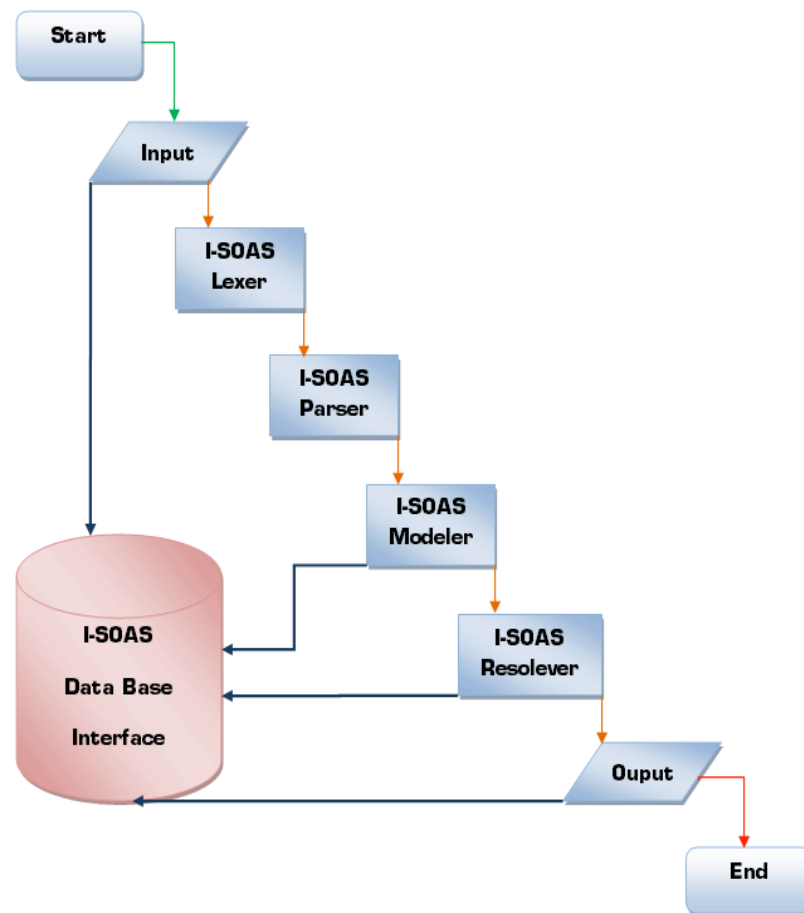 Start
Input
I-SOAS
Lexer
I-SOAS
Parser
I-SOAS
Modeler
I-SOAS
Data Base
Interface
I-SOAS
Resolever
Ouput
End